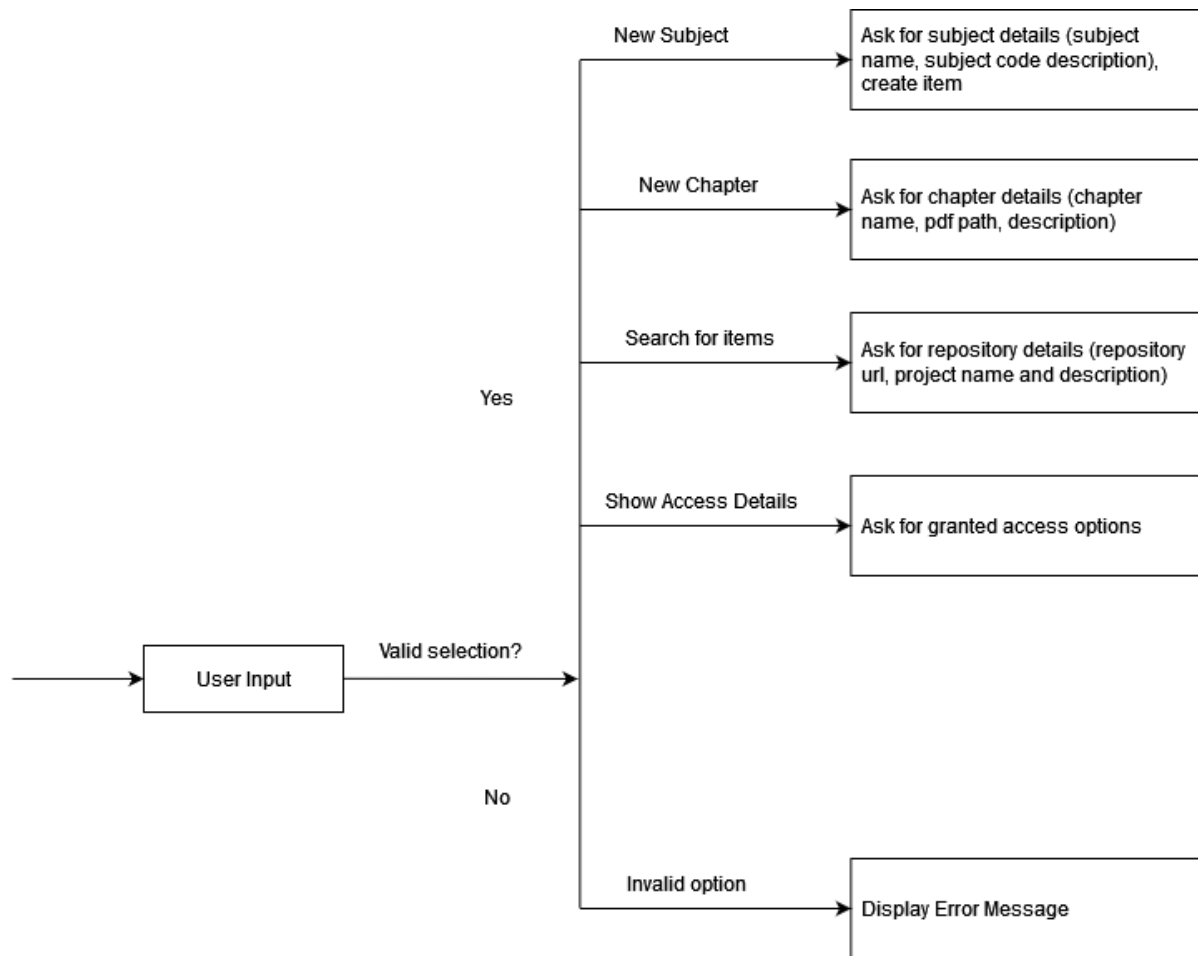 New Subject
Ask for subject details (subject
name, subject code description),
create item
New Chapter
Ask for chapter details (chapter
name, pdf path, description)
Search for items
Ask for repository details (repository
url, project name and description)
Yes
Show Access Details
Ask for granted access options
Valid selection?
User Input
No
Invalid option
Display Error Message